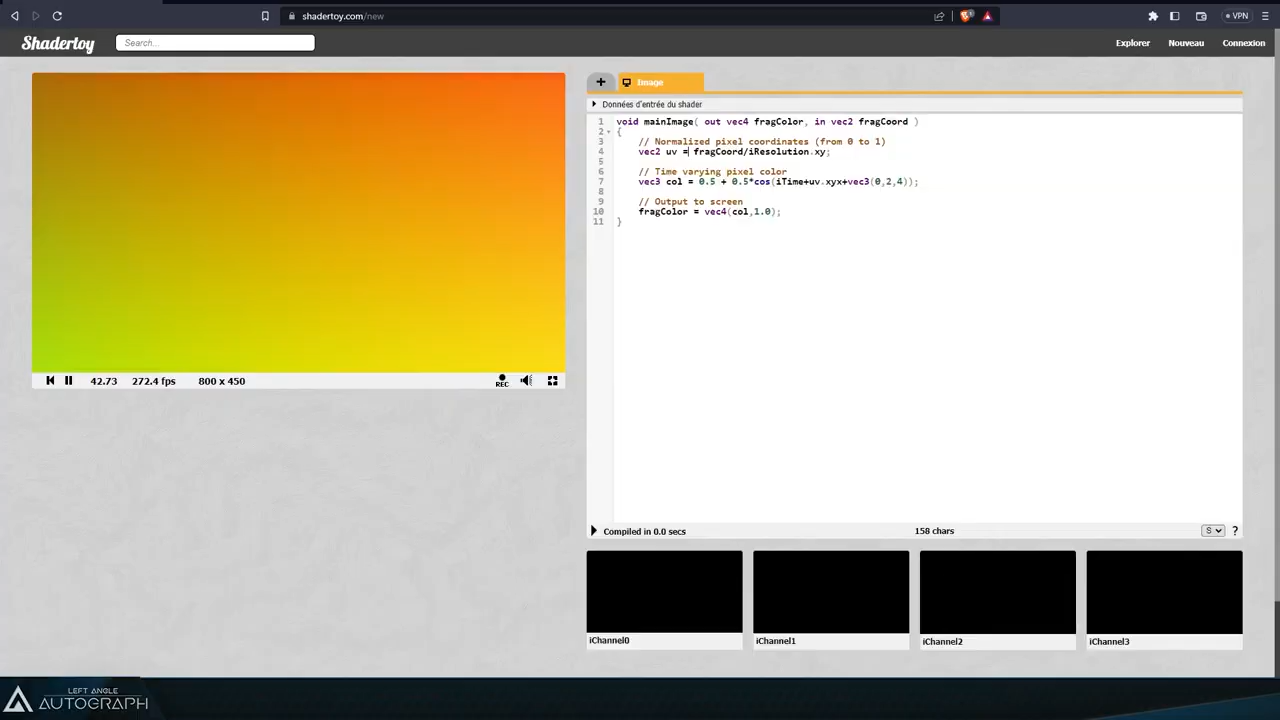 shadertoy.com/new
VPN
Shadertoy
Search...
Explorer
Nouveau
Connexion
+
Image
Données d'entrée du shader
1 void mainImage( out vec4 fragColor, in vec2 fragCoord )
2 {
3 // Normalized pixel coordinates (from 0 to 1)
4 vec2 uv = fragCoord/iResolution.xy;
5
6 // Time varying pixel color
7 vec3 col = 0.5 + 0.5*cos(iTime+uv.xyx+vec3(0,2,4));
8
9 // Output to screen
10 fragColor = vec4(col,1.0);
11 }
42.73
272.4 fps
800 x 450
REC
Compiled in 0.0 secs
158 chars
S
?
iChannel0
iChannel1
iChannel2
iChannel3
LEFT ANGLE
AUTOGRAPH